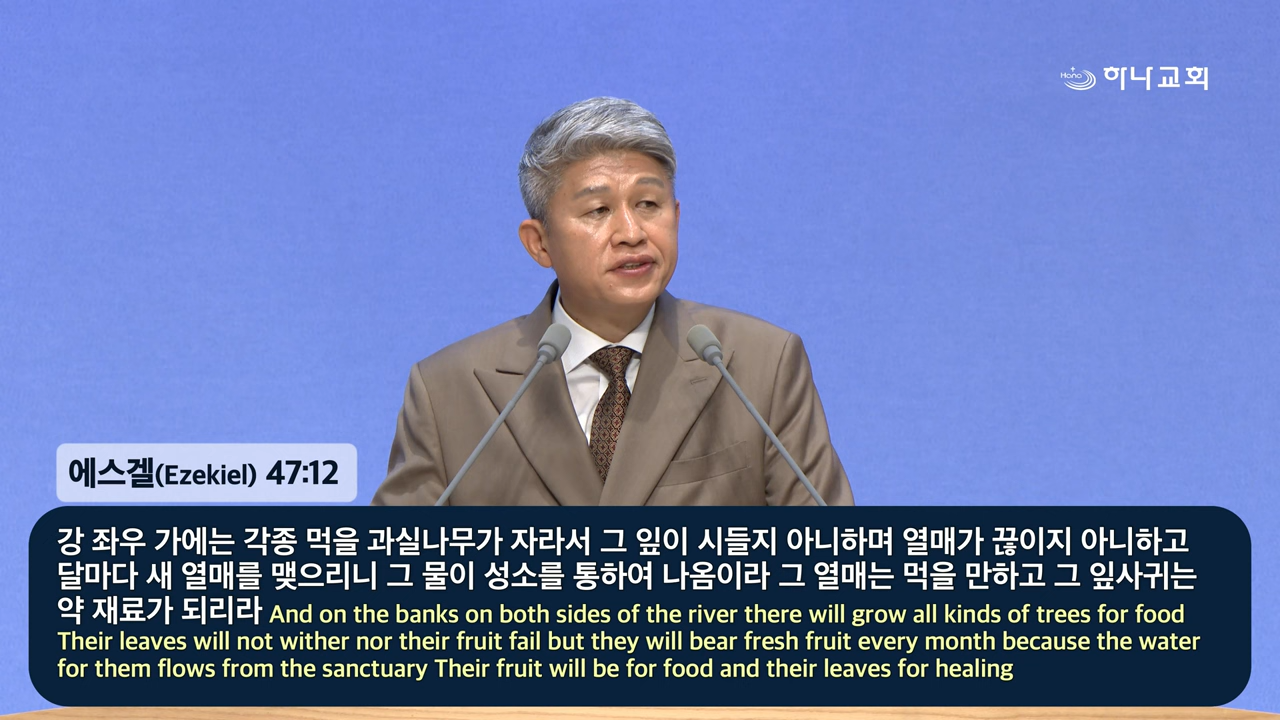 Hana 하나교회
에스겔(Ezekiel) 47:12
강 좌우 가에는 각종 먹을 과실나무가 자라서 그 잎이 시들지 아니하며 열매가 끊이지 아니하고
달마다 새 열매를 맺으리니 그 물이 성소를 통하여 나옴이라 그 열매는 먹을 만하고 그 잎사귀는
약 재료가 되리라 And on the banks on both sides of the river there will grow all kinds of trees for food
Their leaves will not wither nor their fruit fail but they will bear fresh fruit every month because the water
for them flows from the sanctuary Their fruit will be for food and their leaves for healing